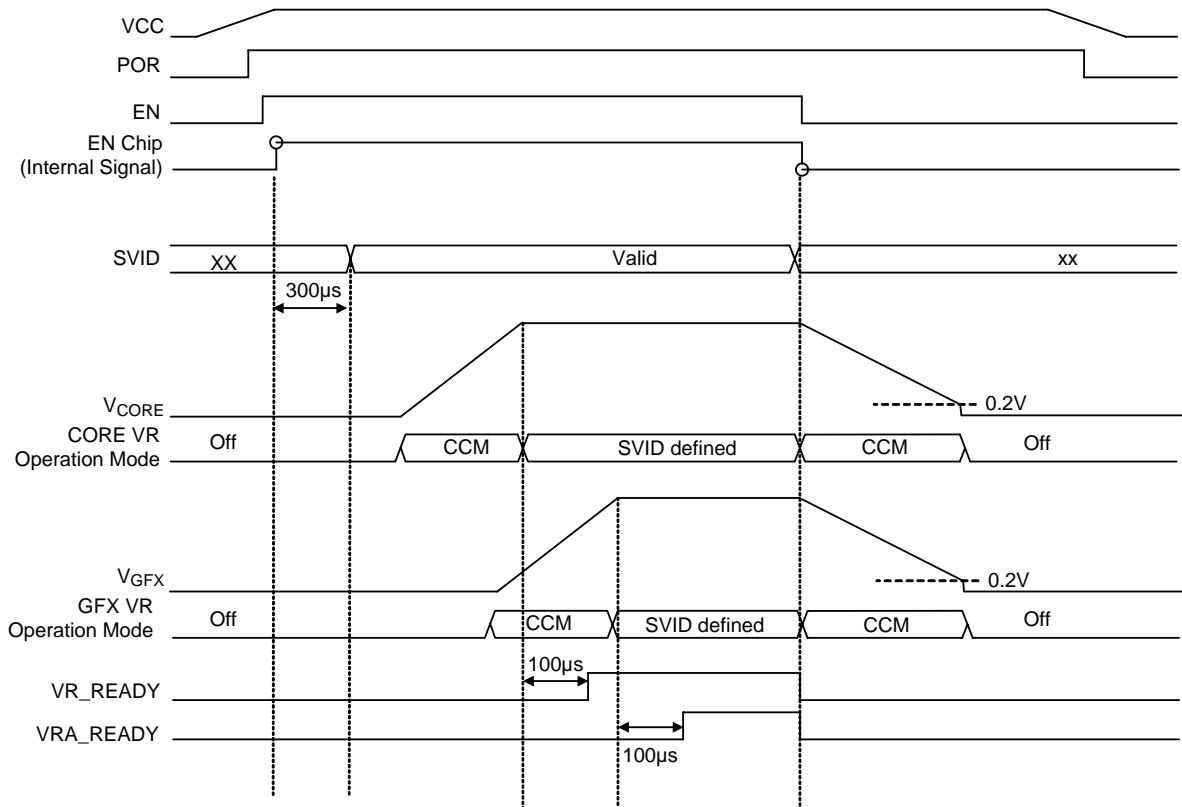 VCC
POR
EN
EN Chip
(Internal Signal)
SVID
XX
Valid
xx
300µs
VCORE
0.2V
CORE VR
Operation Mode
Off
CCM
SVID defined
CCM
Off
VGFX
0.2V
GFX VR
Operation Mode
Off
CCM
SVID defined
CCM
Off
100µs
VR_READY
VRA_READY
100µs